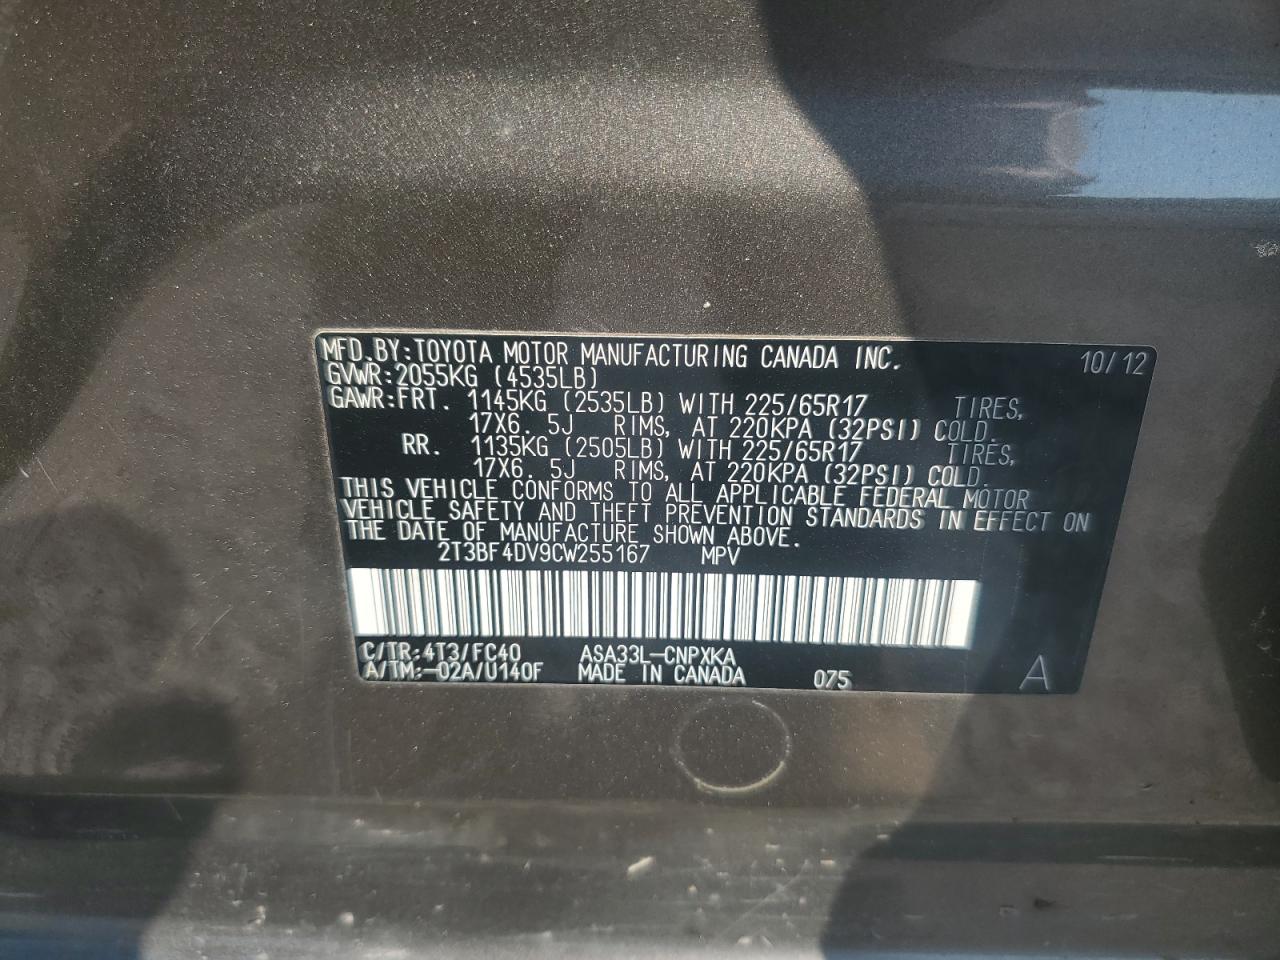 MFD.BY:TOYOTA MOTOR MANUFACTURING CANADA INC. 10/12
GVWR:2055KG (4535LB)
GAWR:FRT. 1145KG (2535LB) WITH 225/65R17 TIRES,
17X6. 5J RIMS, AT 220KPA (32PSI) COLD.
RR. 1135KG (2505LB) WITH 225/65R17 TIRES,
17X6. 5J RIMS, AT 220KPA (32PSI) COLD.
THIS VEHICLE CONFORMS TO ALL APPLICABLE FEDERAL MOTOR
VEHICLE SAFETY AND THEFT PREVENTION STANDARDS IN EFFECT ON
THE DATE OF MANUFACTURE SHOWN ABOVE.
2T3BF4DV9CW255167 MPV
C/TR:4T3/FC40 ASA33L-CNPXKA
A/TM:-02A/U140F MADE IN CANADA 075 A